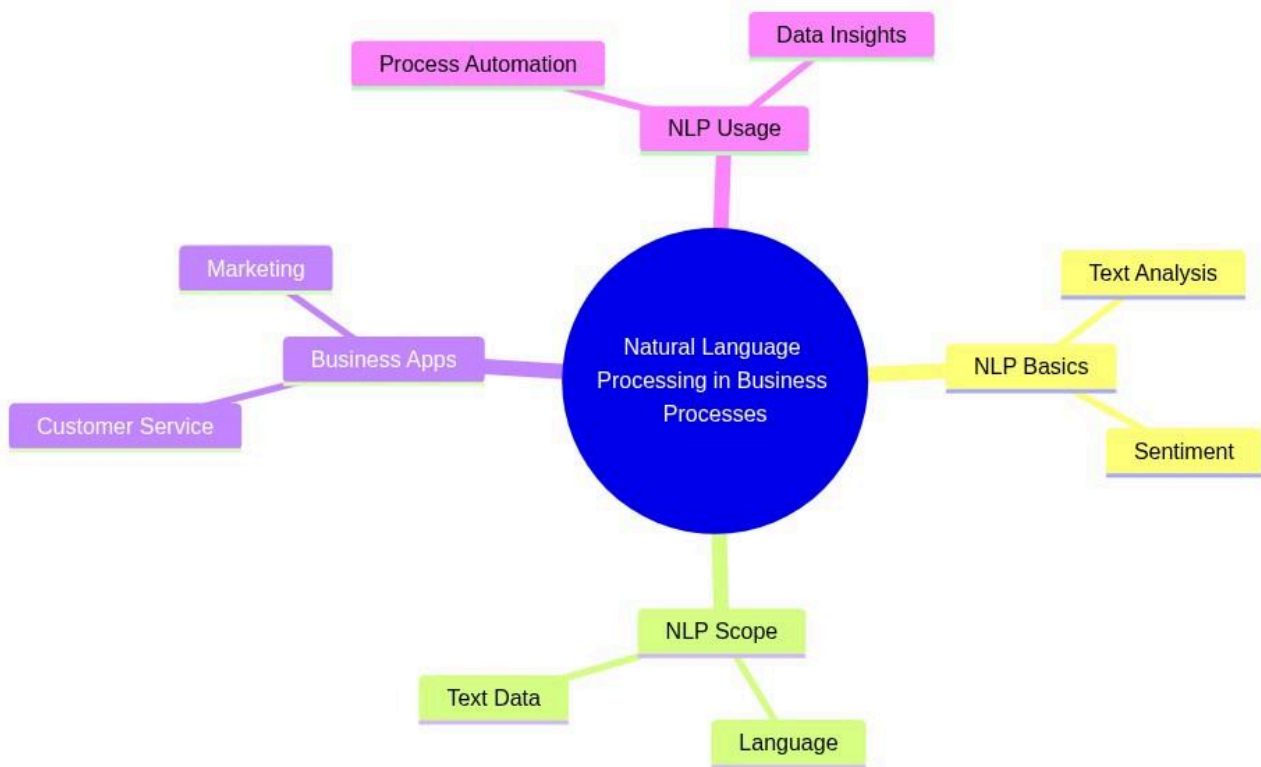 Data Insights
Process Automation
NLP Usage
Marketing
Text Analysis
Business Apps
Natural Language
Processing in Business
Processes
NLP Basics
Customer Service
Sentiment
NLP Scope
Text Data
Language